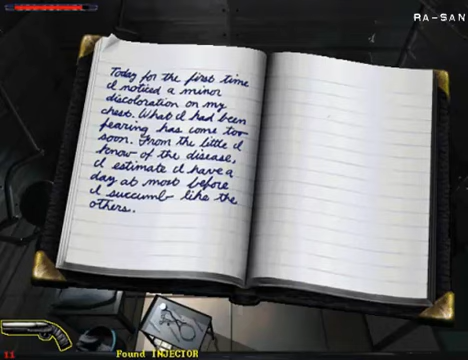 RA-SAN
Today for the first time
I noticed a minor
discoloration on my
chest. What I had been
fearing has come too
soon. From the little I
know of the disease,
I estimate I have a
day at most before
I succumb like the
others.
11
Found INJECTOR